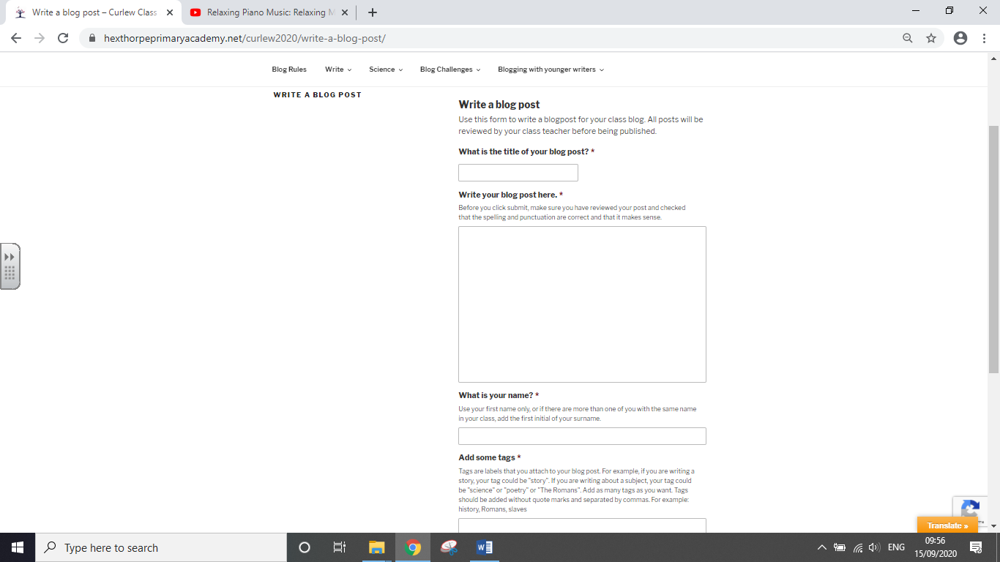 Write a blog post – Curlew Class
Relaxing Piano Music: Relaxing M
hexthorpeprimaryacademy.net/curlew2020/write-a-blog-post/
Blog Rules Write Science Blog Challenges Blogging with younger writers
WRITE A BLOG POST
Write a blog post
Use this form to write a blogpost for your class blog. All posts will be
reviewed by your class teacher before being published.
What is the title of your blog post? *
Write your blog post here. *
Before you click submit, make sure you have reviewed your post and checked
that the spelling and punctuation are correct and that it makes sense.
What is your name? *
Use your first name only, or if there are more than one of you with the same name
in your class, add the first initial of your surname.
Add some tags *
Tags are labels that you attach to your blog post. For example, if you are writing a
story, your tag could be "story". If you are writing about a subject, your tag could
be "science" or "poetry" or "The Romans". Add as many tags as you want. Tags
should be added without quote marks and separated by commas. For example:
history, Romans, slaves
Translate »
Type here to search
ENG
09:56
15/09/2020